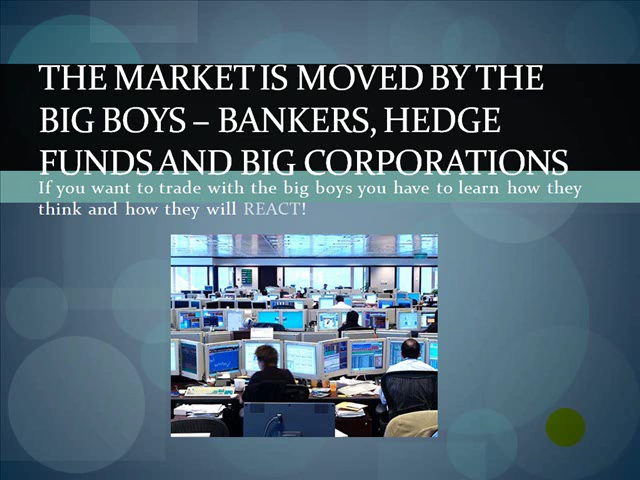 THE MARKET IS MOVED BY THE
BIG BOYS – BANKERS, HEDGE
FUNDS AND BIG CORPORATIONS
If you want to trade with the big boys you have to learn how they
think and how they will REACT!